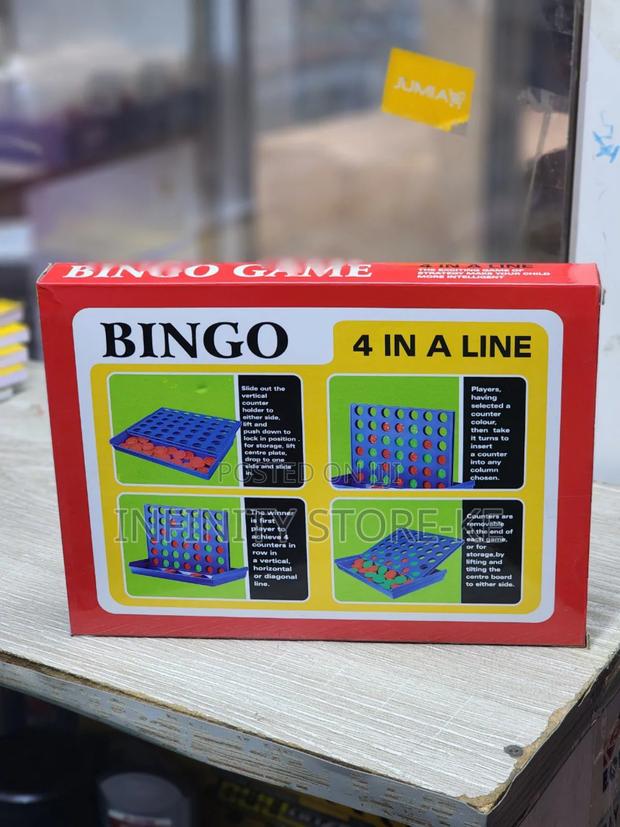 JUMIA
BINGO GAME
4 IN A LINE
THE EXCITING GAME OF
STRATEGY MAKE YOUR CHILD
MORE INTELLIGENT
BINGO
4 IN A LINE
Slide out the
vertical
counter
holder to
either side,
lift and
push down to
lock in position .
for storage, lift
centre plate,
drop to one
side and slide
in.
Players,
having
selected a
counter
colour,
then take
it turns to
insert
a counter
into any
column
chosen.
POSTED ON JIJI
INFINITY STORE-KE
The winner
is first
player to
achieve 4
counters in
row in
a vertical,
horizontal
or diagonal
line.
Counters are
removable
at the end of
each game.
or for
storage,by
lifting and
tilting the
centre board
to either side.